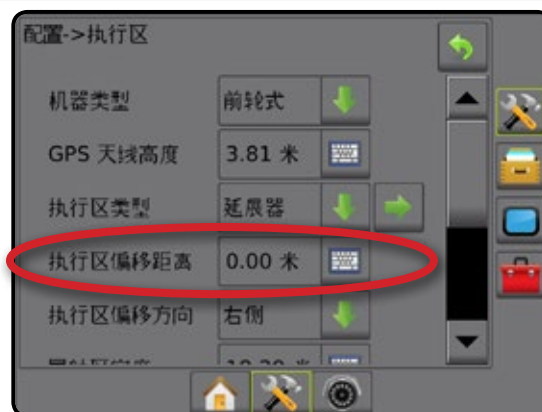 配置->执行区
机器类型 前轮式
GPS 天线高度 3.81 米
执行区类型 延展器
执行区偏移距离 0.00 米
执行区偏移方向 右侧